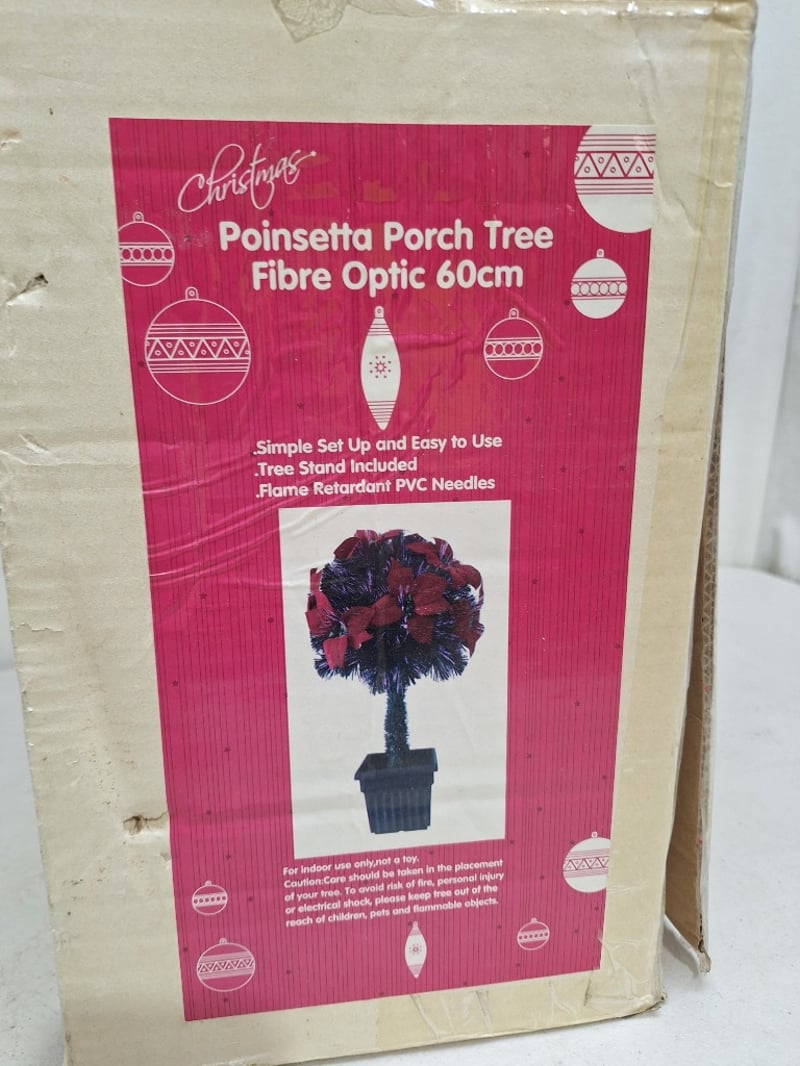 Christmas
Poinsetta Porch Tree
Fibre Optic 60cm
.Simple Set Up and Easy to Use
.Tree Stand Included
.Flame Retardant PVC Needles
For indoor use only,not a toy.
Caution:Care should be taken in the placement
of your tree. To avoid risk of fire, personal injury
or electrical shock, please keep tree out of the
reach of children, pets and flammable objects.